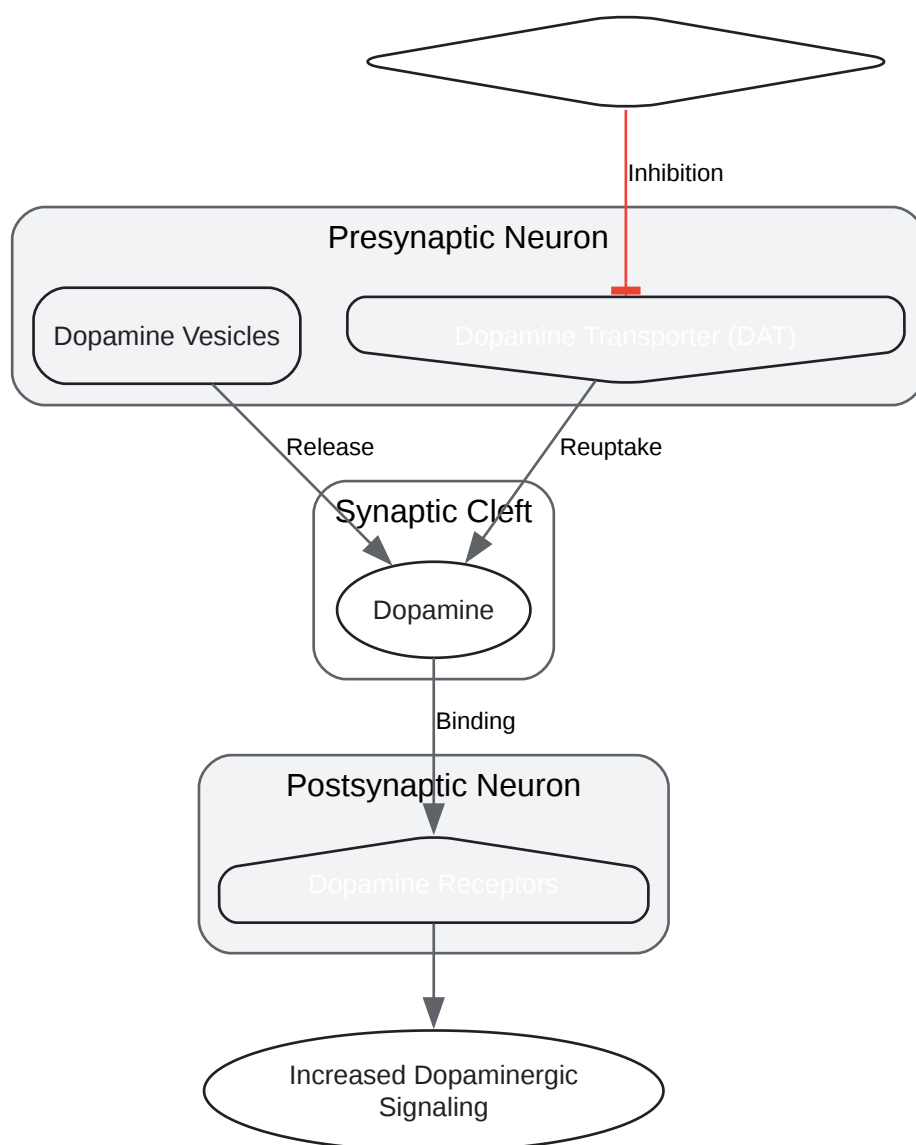 Inhibition
Presynaptic Neuron
Dopamine Vesicles
Dopamine Transporter (DAT)
Release
Reuptake
Synaptic Cleft
Dopamine
Binding
Postsynaptic Neuron
Dopamine Receptors
Increased Dopaminergic
Signaling